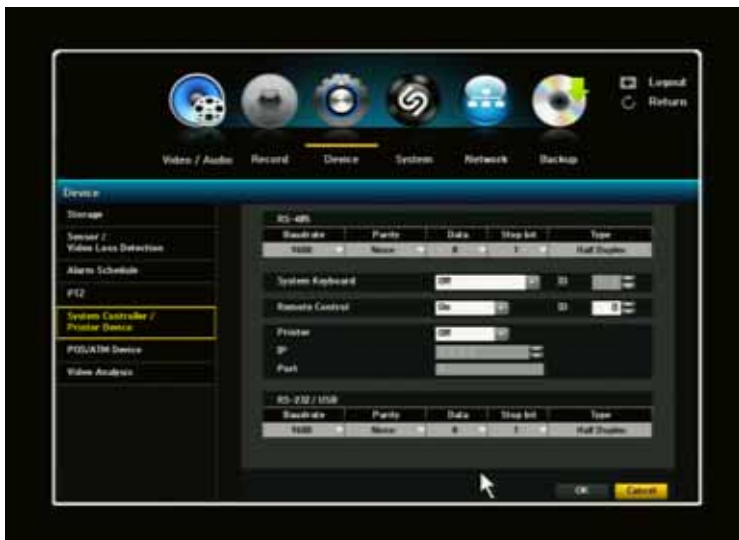 Logout
Return
Video / Audio Record Device System Network Backup
Device
Storage
Sensor /
Video Loss Detection
Alarm Schedule
PTZ
System Controller /
Printer Device
POS/ATM Device
Video Analysis
RS-485
Baudrate Parity Data Stop bit Type
9600 None 8 1 Half Duplex
System Keyboard Off ID
Remote Control On ID 0
Printer Off
IP
Port
RS-232 / USB
Baudrate Parity Data Stop bit Type
9600 None 8 1 Half Duplex
OK Cancel